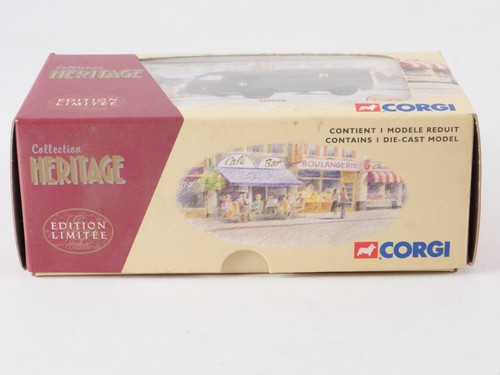 Collection
HERITAGE
EDITION
LIMITÉE
CORGI
CONTIENT 1 MODELE REDUIT
CONTAINS 1 DIE-CAST MODEL
Collection
HERITAGE
EDITION
LIMITÉE
Café Bar
BOULANGERIE
CORGI